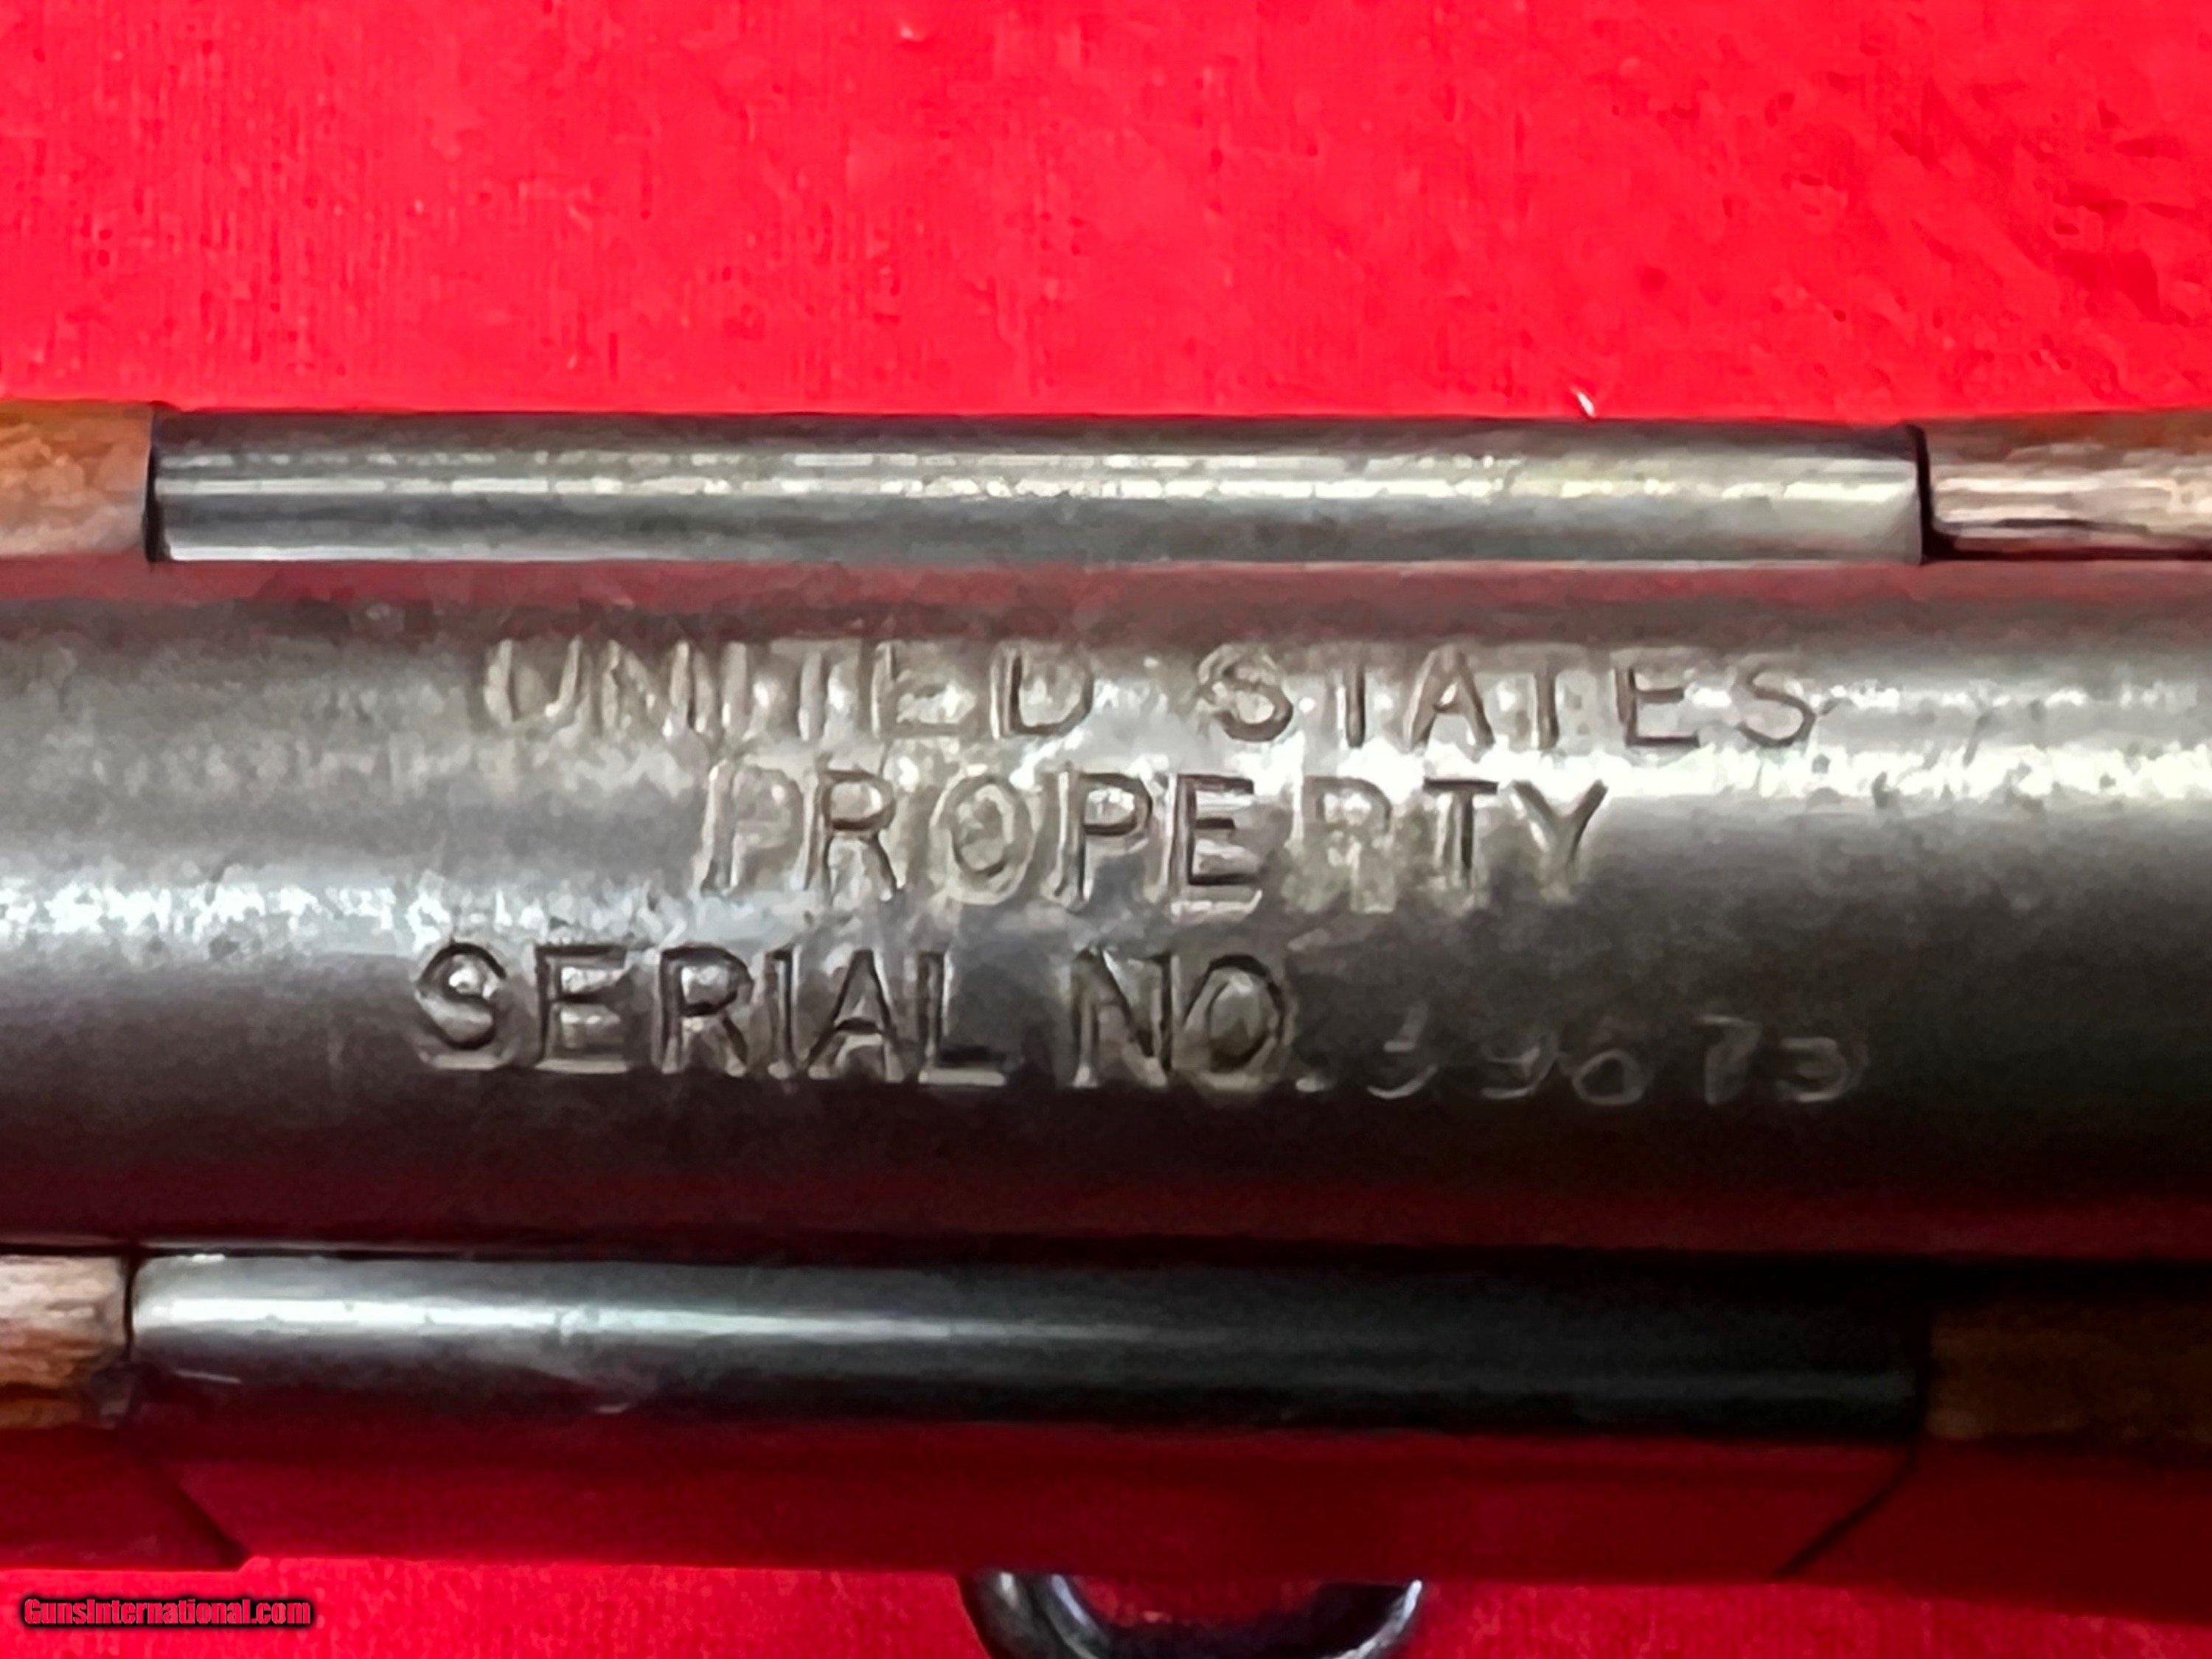 UNITED STATES
PROPERTY
SERIAL NO.
GunsInternational.com